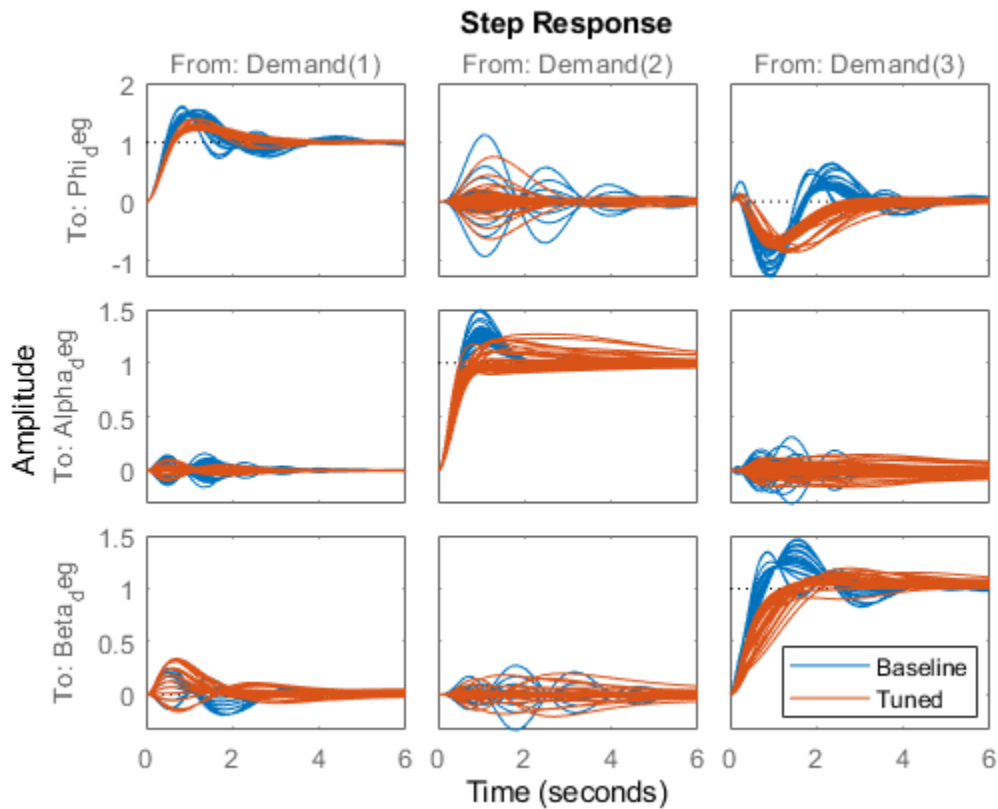 Step Response
From: Demand(1) From: Demand(2) From: Demand(3)
To: Phi_deg
2
1
0
-1
Amplitude
To: Alpha_deg
1.5
1
0.5
0
To: Beta_deg
1.5
1
0.5
0
Baseline
Tuned
0 2 4 6 0 2 4 6 0 2 4 6
Time (seconds)